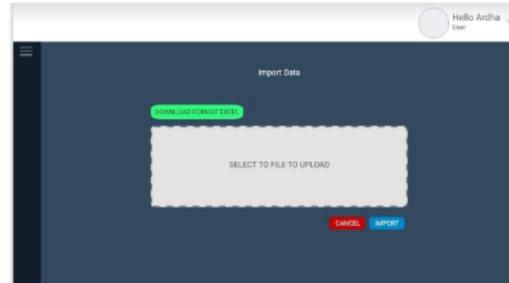 Hello Ardha
User
Import Data
DOWNLOAD FORMAT EXCEL
SELECT TO FILE TO UPLOAD
CANCEL
IMPORT